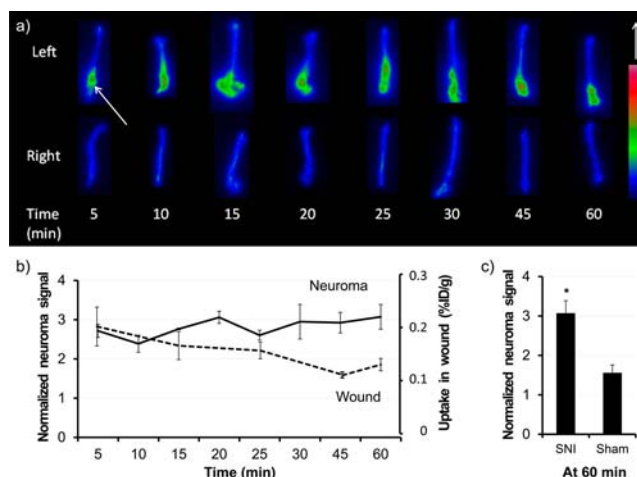 a)
Left
Right
Time
(min)
5 10 15 20 25 30 45 60
b)
Normalized neuroma signal
4
3
2
1
0
Neuroma
Wound
0.3
0.2
0.1
0
Uptake in wound (%ID/g)
5 10 15 20 25 30 45 60
Time (min)
c)
Normalized neuroma signal
4
3
2
1
0
*
SNI Sham
At 60 min